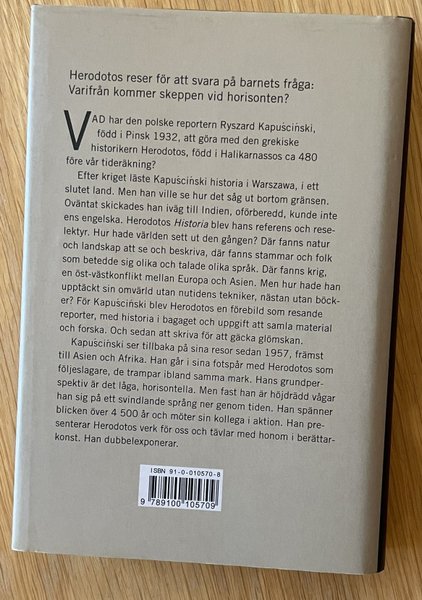 Herodotos reser för att svara på barnets fråga:
Varifrån kommer skeppen vid horisonten?
VAD har den polske reportern Ryszard Kapuściński,
född i Pinsk 1932, att göra med den grekiske
historikern Herodotos, född i Halikarnassos ca 480
före vår tideräkning?
Efter kriget läste Kapuściński historia i Warszawa, i ett
slutet land. Men han ville se hur det såg ut bortom gränsen.
Oväntat skickades han iväg till Indien, oförberedd, kunde inte
engelska. Herodotos Historia blev hans referens och rese-
lektyr. Hur hade världen sett ut den gången? Där fanns natur
och landskap att se och beskriva, där fanns stammar och folk
som betedde sig olika och talade olika språk. Där fanns krig,
en öst-västkonflikt mellan Europa och Asien. Men hur hade han
upptäckt sin omvärld utan nutidens tekniker, nästan utan böck-
er? För Kapuściński blev Herodotos en förebild som resande
reporter, med historia i bagaget och uppgift att samla material
och forska. Och sedan att skriva för att gäcka glömskan.
Kapuściński ser tillbaka på sina resor sedan 1957, främst
till Asien och Afrika. Han går i sina fotspår med Herodotos som
följeslagare, de trampar ibland samma mark. Hans grundper-
spektiv är det låga, horisontella. Men fast han är höjdrädd vågar
han sig på ett svindlande språng ner genom tiden. Han spänner
blicken över 4 500 år och möter sin kollega i aktion. Han pre-
senterar Herodotos verk för oss och tävlar med honom i berättar-
konst. Han dubbelexponerar.
ISBN 91-0-010570-8
9 789100 105709